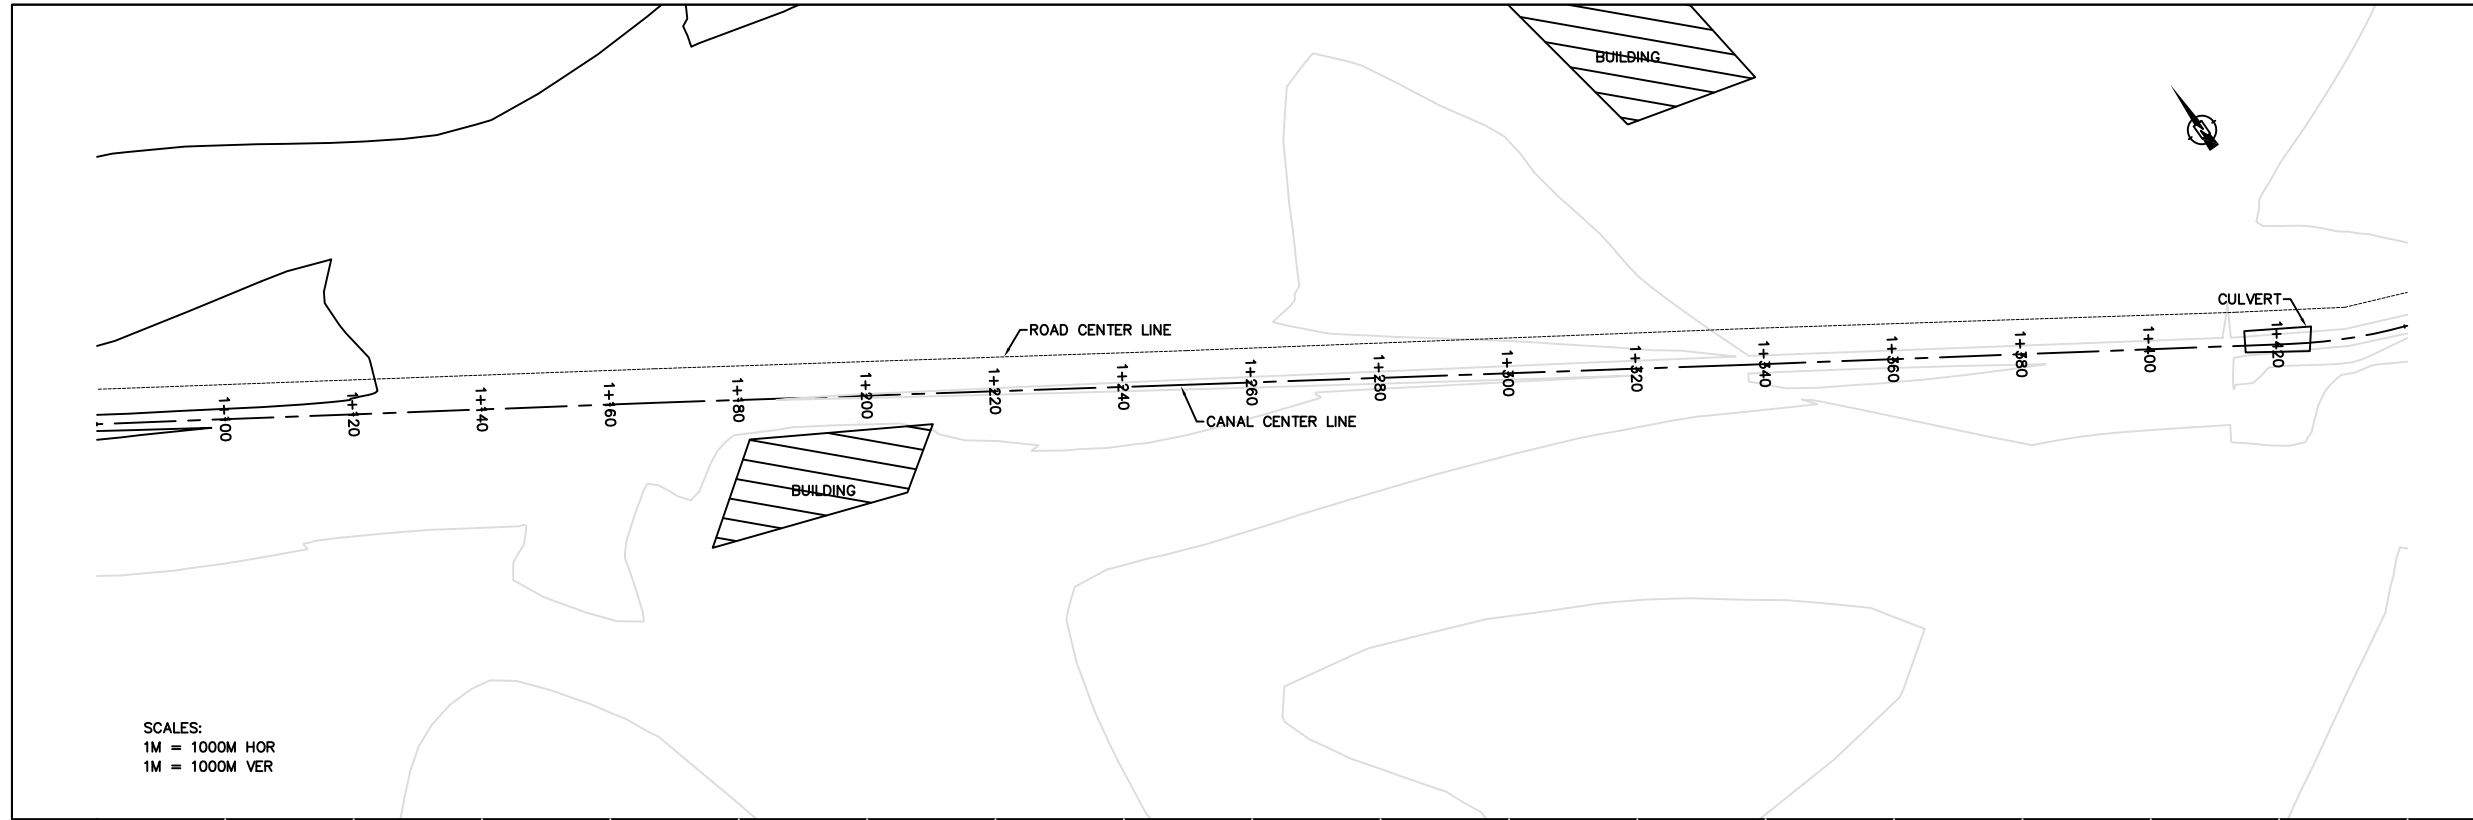 BUILDING
CULVERT
ROAD CENTER LINE
1+100
1+120
1+140
1+160
1+180
1+200
1+220
1+240
1+260
1+280
1+300
1+320
1+340
1+360
1+380
1+400
1+420
CANAL CENTER LINE
BUILDING
SCALES:
1M = 1000M HOR
1M = 1000M VER